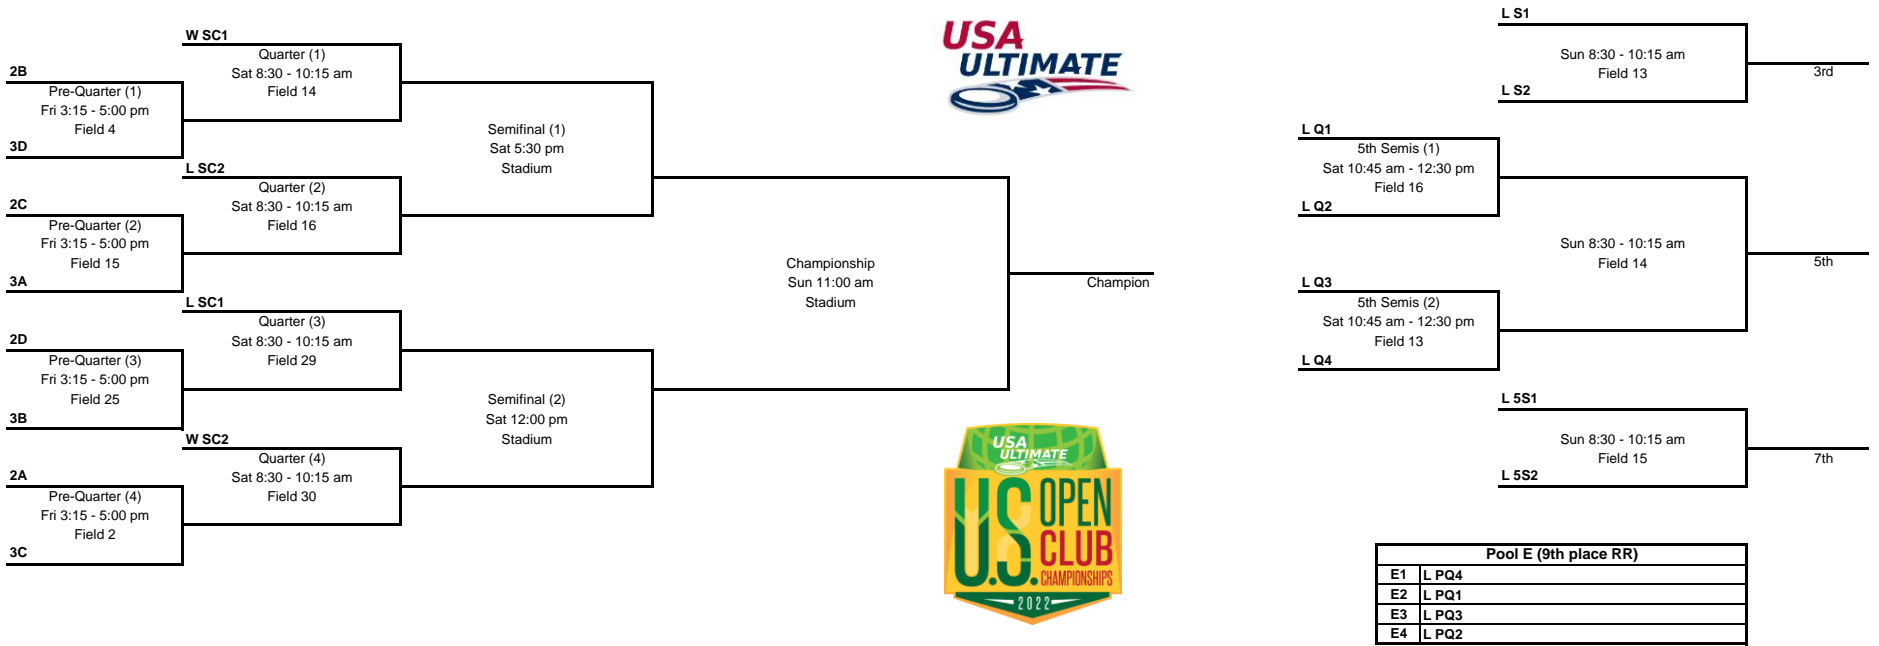 W SC1
Quarter (1)
Sat 8:30 - 10:15 am
Field 14
2B
Pre-Quarter (1)
Fri 3:15 - 5:00 pm
Field 4
3D
Semifinal (1)
Sat 5:30 pm
Stadium
L SC2
Quarter (2)
Sat 8:30 - 10:15 am
Field 16
2C
Pre-Quarter (2)
Fri 3:15 - 5:00 pm
Field 15
3A
Championship
Sun 11:00 am
Stadium
Champion
L SC1
Quarter (3)
Sat 8:30 - 10:15 am
Field 29
2D
Pre-Quarter (3)
Fri 3:15 - 5:00 pm
Field 25
3B
Semifinal (2)
Sat 12:00 pm
Stadium
W SC2
Quarter (4)
Sat 8:30 - 10:15 am
Field 30
2A
Pre-Quarter (4)
Fri 3:15 - 5:00 pm
Field 2
3C
USA
ULTIMATE
USA
ULTIMATE
U.S. OPEN
CLUB
CHAMPIONSHIPS
2022
L S1
Sun 8:30 - 10:15 am
Field 13
L S2
3rd
L Q1
5th Semis (1)
Sat 10:45 am - 12:30 pm
Field 16
L Q2
Sun 8:30 - 10:15 am
Field 14
5th
L Q3
5th Semis (2)
Sat 10:45 am - 12:30 pm
Field 13
L Q4
L 5S1
Sun 8:30 - 10:15 am
Field 15
L 5S2
7th
Pool E (9th place RR)
E1 L PQ4
E2 L PQ1
E3 L PQ3
E4 L PQ2